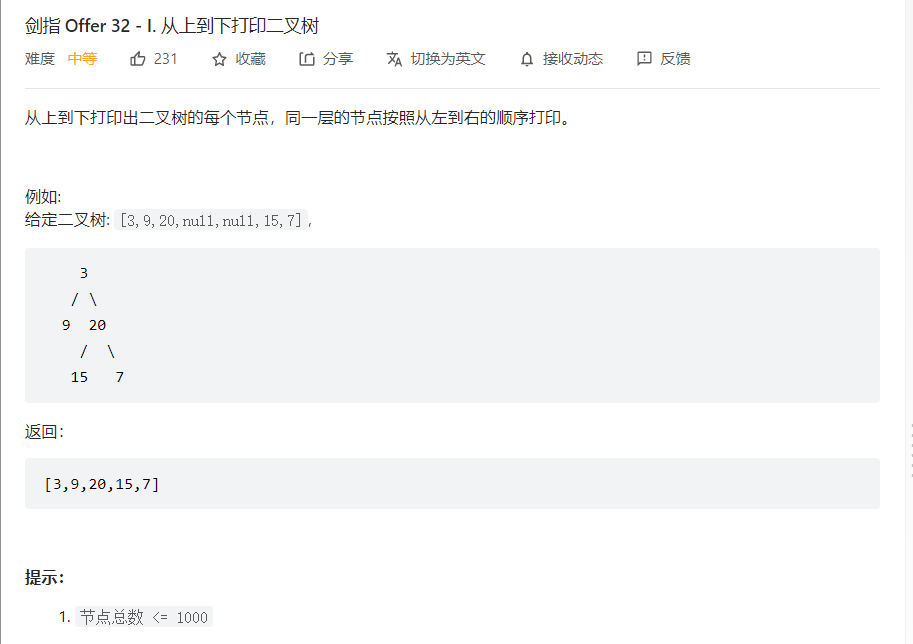 剑指 Offer 32 - I. 从上到下打印二叉树
难度 中等 231 收藏 分享 切换为英文 接收动态 反馈
从上到下打印出二叉树的每个节点，同一层的节点按照从左到右的顺序打印。
例如:
给定二叉树: [3,9,20,null,null,15,7],
3
/ \
9 20
/ \
15 7
返回：
[3,9,20,15,7]
提示：
1. 节点总数 <= 1000